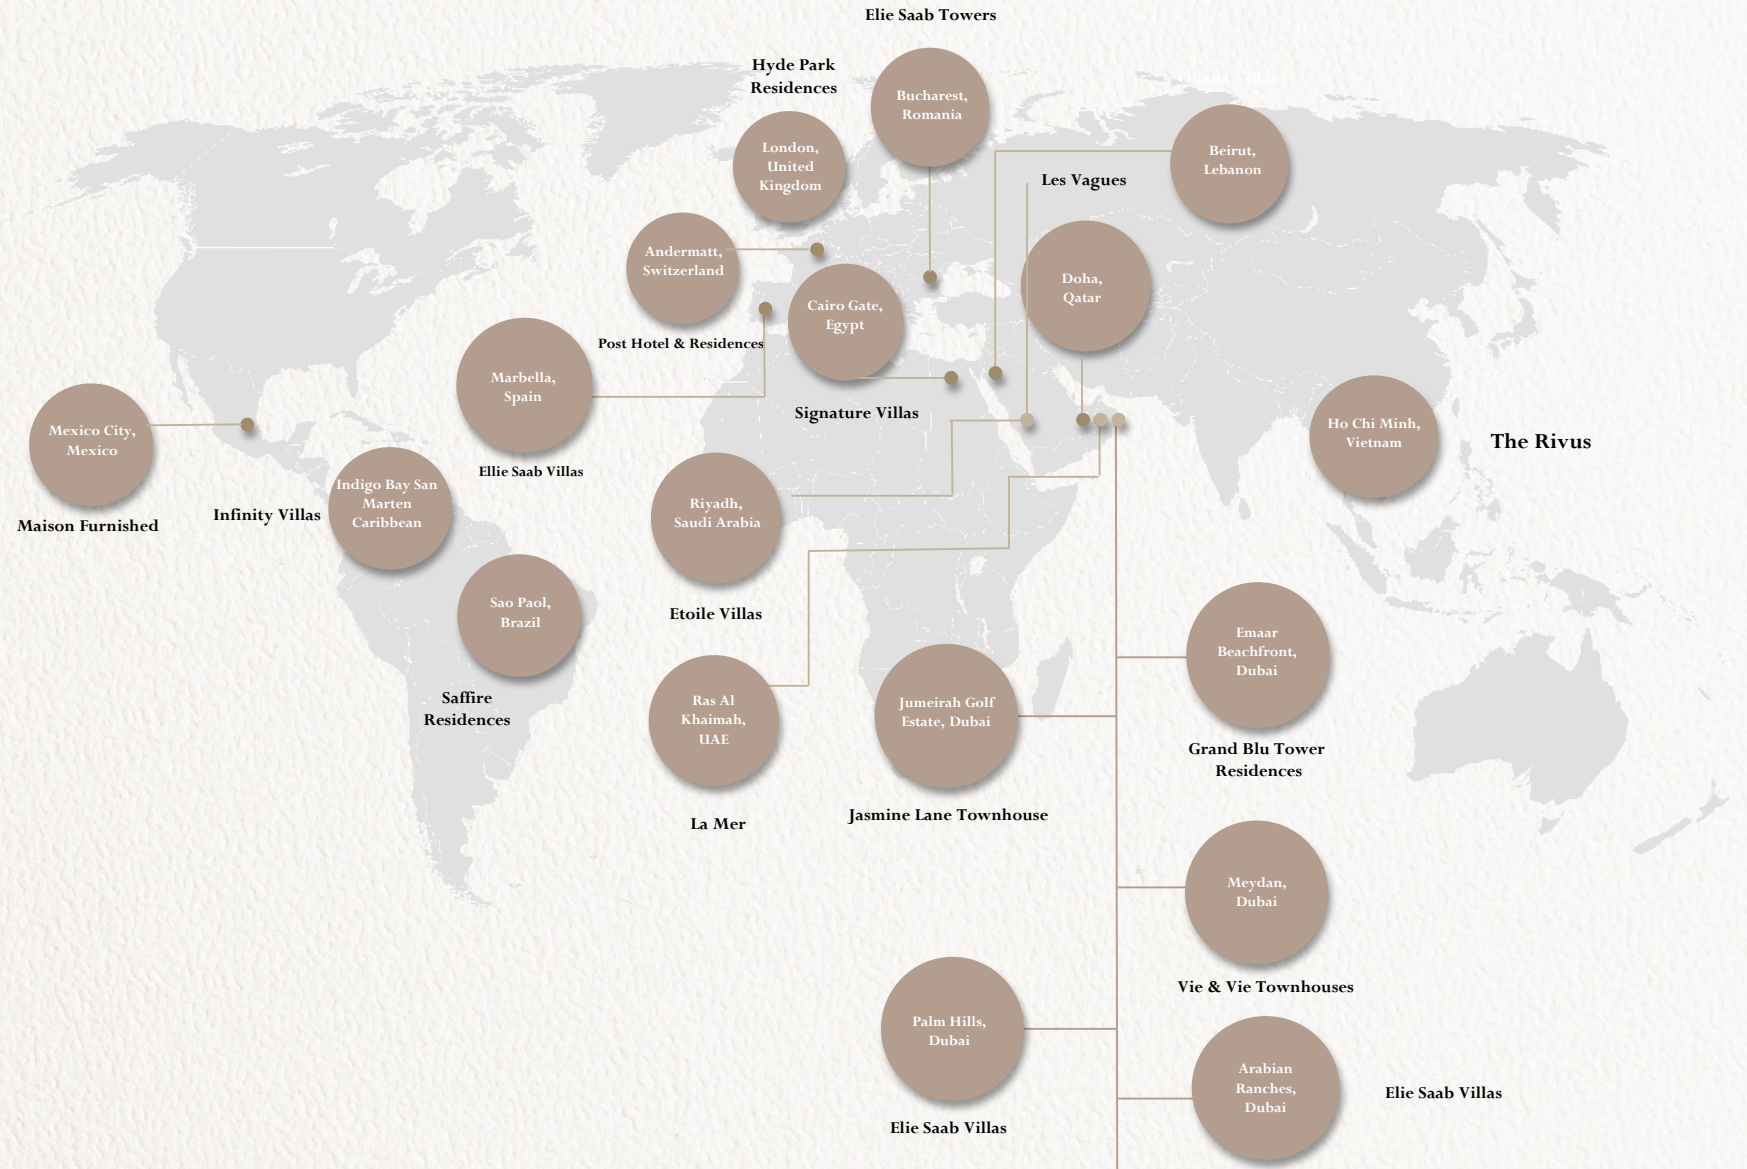 Elie Saab Towers
Hyde Park
Residences
Bucharest,
Romania
Ohana Villas
London,
United
Kingdom
Beirut,
Lebanon
Les Vagues
Andermatt,
Switzerland
Doha,
Qatar
Cairo Gate,
Egypt
Post Hotel & Residences
Marbella,
Spain
Signature Villas
Mexico City,
Mexico
Ho Chi Minh,
Vietnam
The Rivus
Ellie Saab Villas
Indigo Bay San
Marten
Caribbean
Infinity Villas
Maison Furnished
Riyadh,
Saudi Arabia
Etoile Villas
Sao Paol,
Brazil
Emaar
Beachfront,
Dubai
Saffire
Residences
Ras Al
Khaimah,
UAE
Jumeirah Golf
Estate, Dubai
Grand Blu Tower
Residences
La Mer
Jasmine Lane Townhouse
Meydan,
Dubai
Vie & Vie Townhouses
Palm Hills,
Dubai
Arabian
Ranches,
Dubai
Elie Saab Villas
Elie Saab Villas